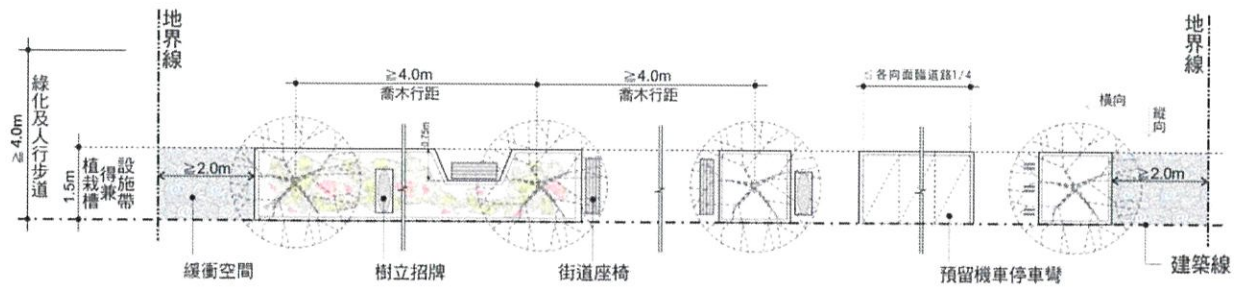 地界線
地界線
≧4.0m
綠化及人行步道
1.5m
植栽槽
得兼
設施帶
≧2.0m
≧4.0m
喬木行距
≧4.0m
喬木行距
0.75m
≦各向面臨道路1/4
橫向
縱向
≧2.0m
緩衝空間
樹立招牌
街道座椅
預留機車停車彎
建築線